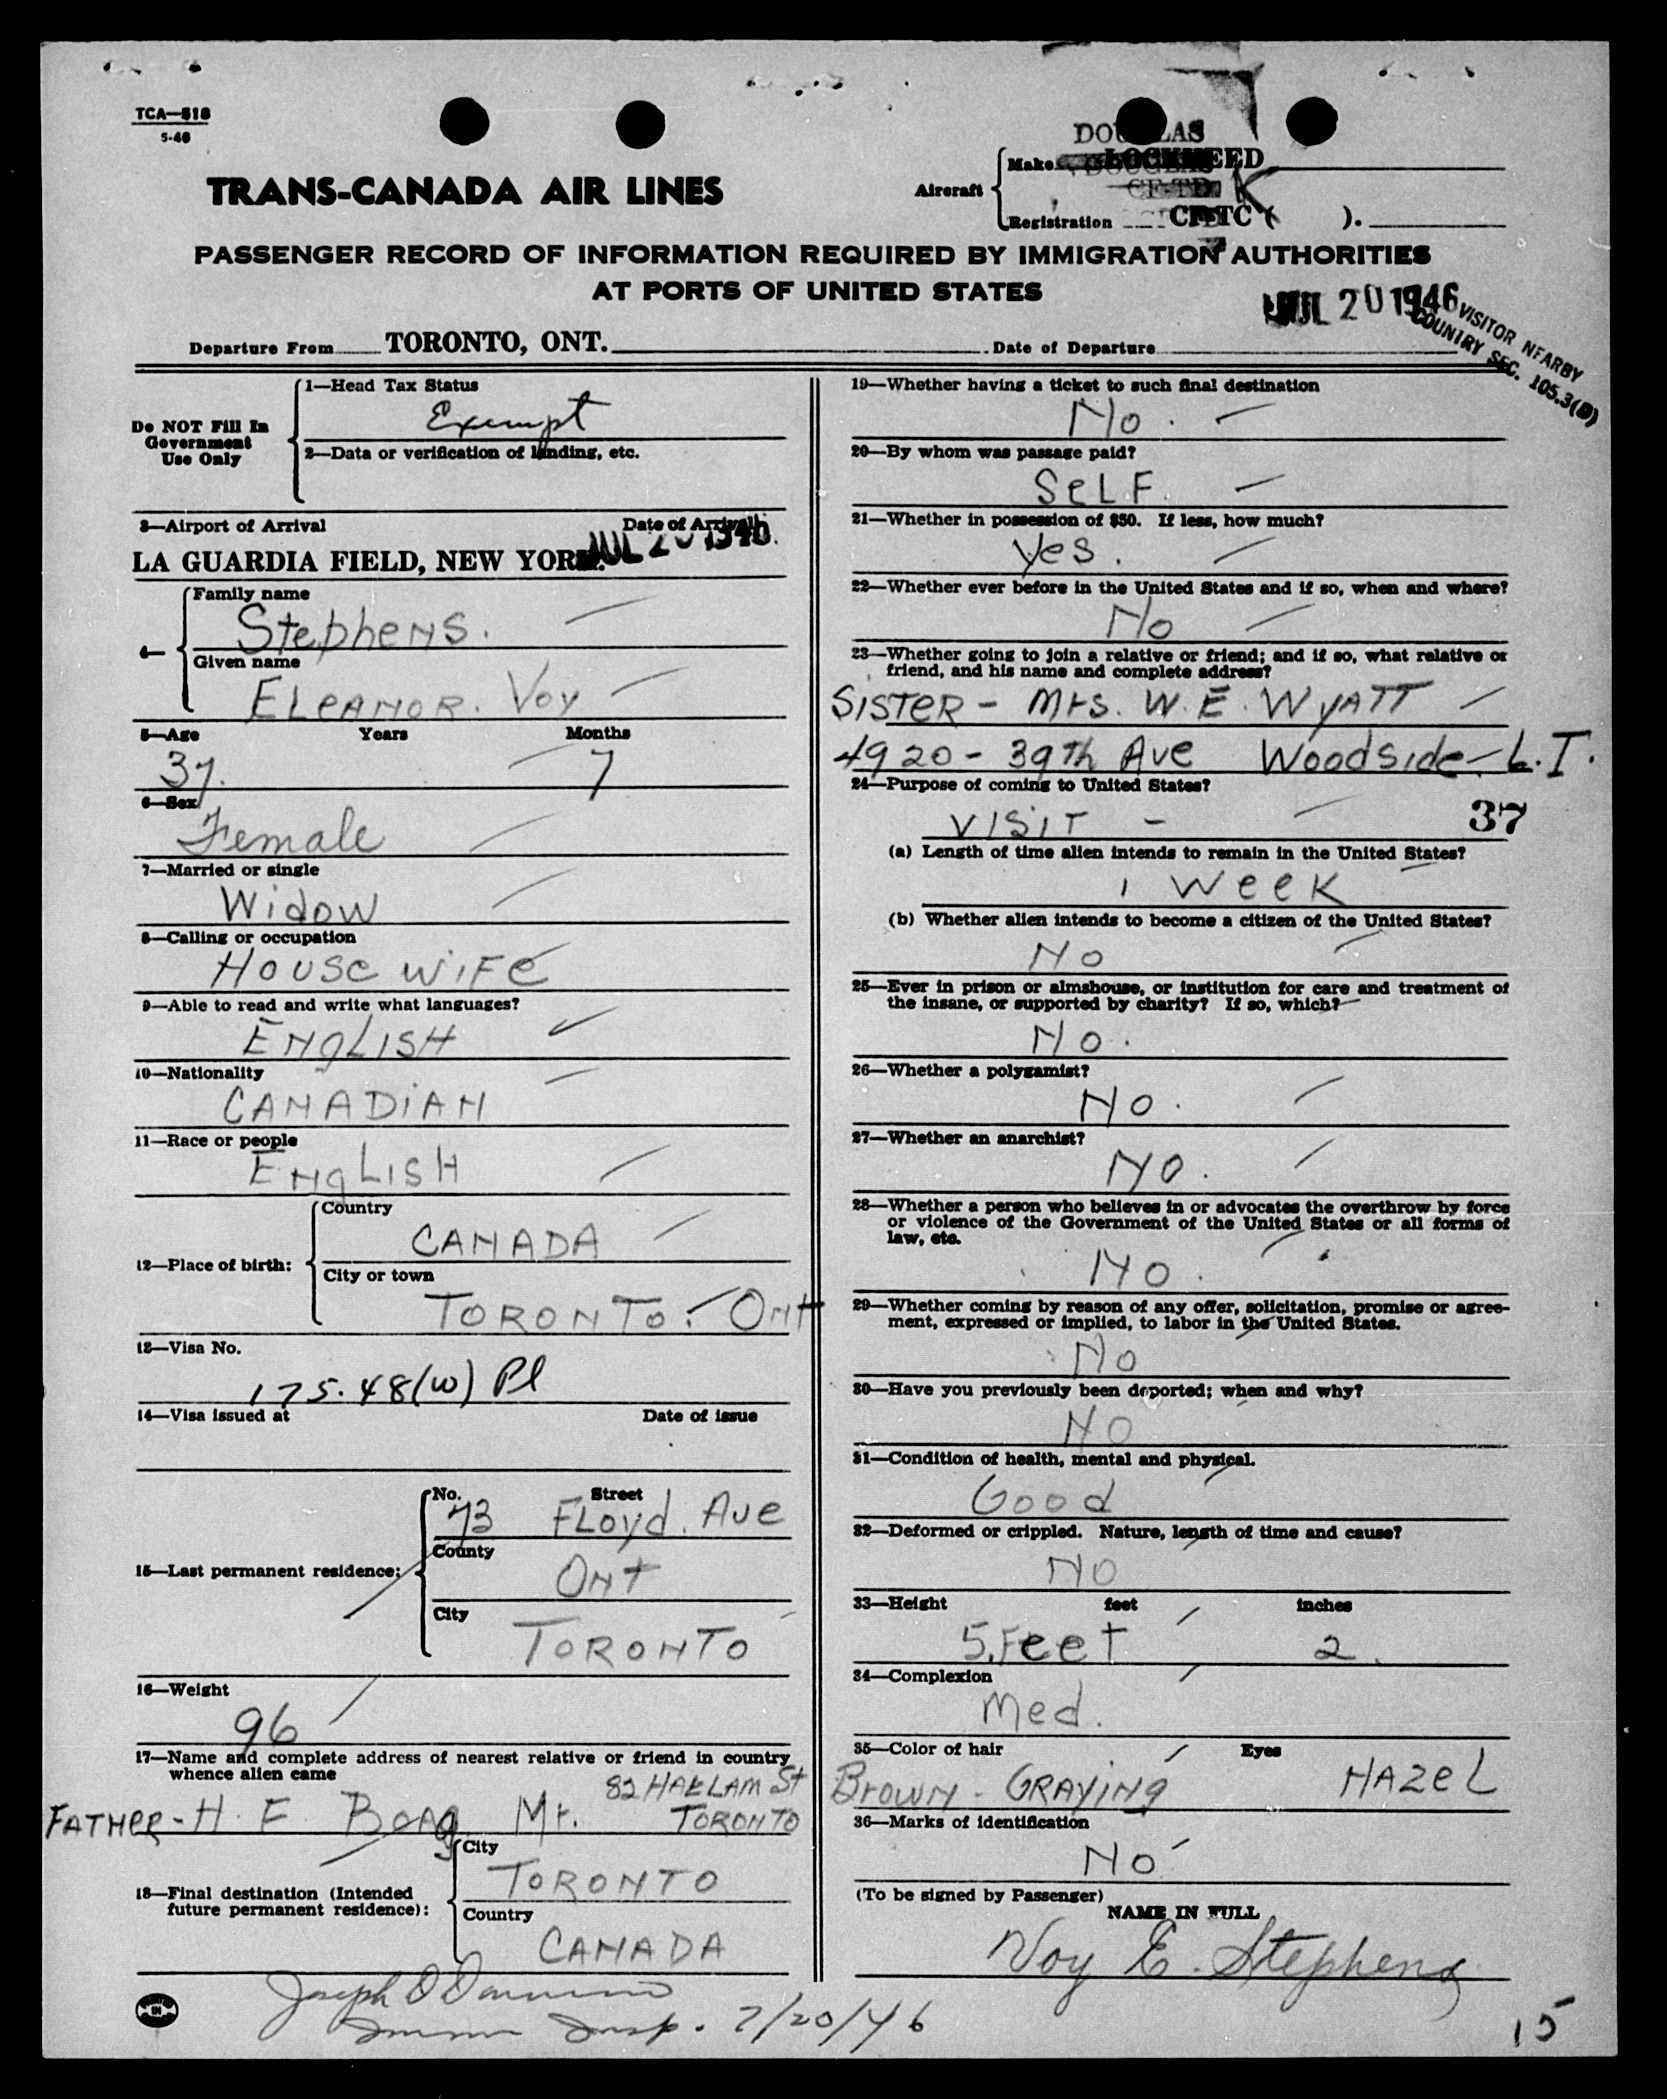 TCA—518
5-46
TRANS-CANADA AIR LINES
Aircraft
Make
DOUGLAS
LOCKHEED
Registration
CF-TC ( K ).
PASSENGER RECORD OF INFORMATION REQUIRED BY IMMIGRATION AUTHORITIES
AT PORTS OF UNITED STATES
Departure From TORONTO, ONT.
Date of Departure
JUL 20 1946
VISITOR NEARBY
COUNTRY SEC. 105.3(D)
Do NOT Fill In
Government
Use Only
1—Head Tax Status
Exempt
2—Data or verification of landing, etc.
3—Airport of Arrival Date of Arrival
LA GUARDIA FIELD, NEW YORK. JUL 20 1946
4—
Family name
Stephens.
Given name
Eleanor. Voy
5—Age Years Months
37. 7
6—Sex
Female
7—Married or single
Widow
8—Calling or occupation
House wife
9—Able to read and write what languages?
English
10—Nationality
Canadian
11—Race or people
English
12—Place of birth:
Country
Canada
City or town
Toronto. Ont
13—Visa No.
175.48(w) Pl
14—Visa issued at Date of issue
15—Last permanent residence:
No. Street
73 Floyd. Ave
County
Ont
City
Toronto
16—Weight
96
17—Name and complete address of nearest relative or friend in country
whence alien came
82 St
Father - H. E. Mr. Toronto
18—Final destination (Intended
future permanent residence):
City
Toronto
Country
Canada
19—Whether having a ticket to such final destination
No.
20—By whom was passage paid?
Self.
21—Whether in possession of $50. If less, how much?
Yes.
22—Whether ever before in the United States and if so, when and where?
No
23—Whether going to join a relative or friend; and if so, what relative or
friend, and his name and complete address?
Sister - Mrs. W. E. Wyatt
4920 - 39th Ave Woodside - L.I.
24—Purpose of coming to United States?
Visit - 37
(a) Length of time alien intends to remain in the United States?
1 week
(b) Whether alien intends to become a citizen of the United States?
No
25—Ever in prison or almshouse, or institution for care and treatment of
the insane, or supported by charity? If so, which?
No.
26—Whether a polygamist?
No.
27—Whether an anarchist?
No.
28—Whether a person who believes in or advocates the overthrow by force
or violence of the Government of the United States or all forms of
law, etc.
No.
29—Whether coming by reason of any offer, solicitation, promise or agree-
ment, expressed or implied, to labor in the United States.
No
30—Have you previously been deported; when and why?
No
31—Condition of health, mental and physical.
Good
32—Deformed or crippled. Nature, length of time and cause?
No
33—Height feet inches
5. Feet 2.
34—Complexion
Med.
35—Color of hair Eyes
Brown - Graying Hazel
36—Marks of identification
No
(To be signed by Passenger)
NAME IN FULL
Voy E. Stephens
Joseph
Insp. 7/20/46
15